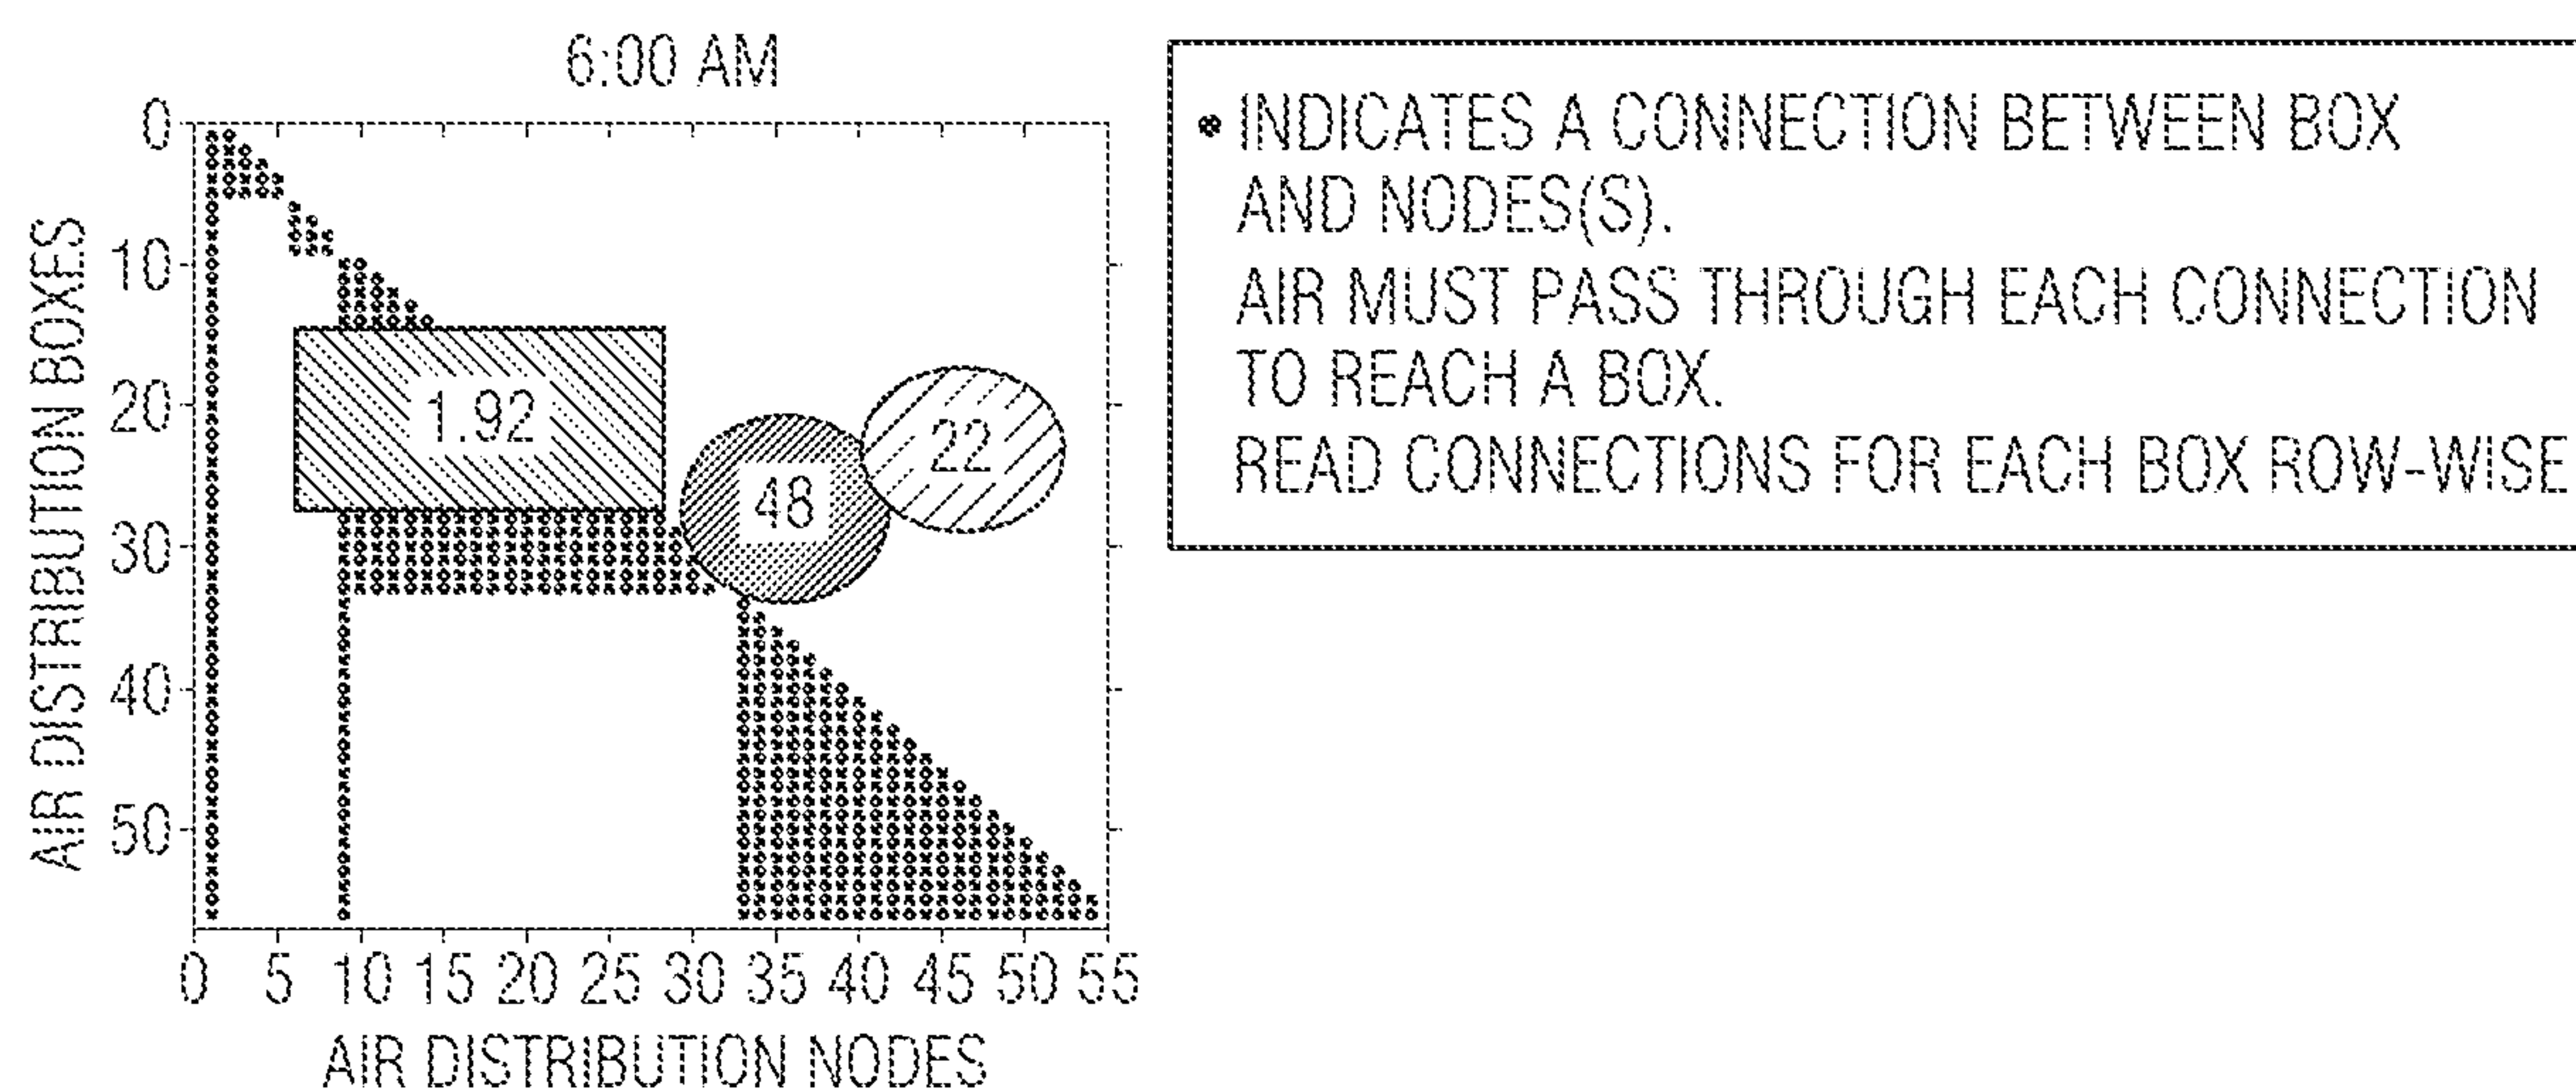 6:00 AM
AIR DISTRIBUTION BOXES
0
10
20
30
40
50
1.92
48
22
0 5 10 15 20 25 30 35 40 45 50 55
AIR DISTRIBUTION NODES
• INDICATES A CONNECTION BETWEEN BOX
AND NODES(S).
AIR MUST PASS THROUGH EACH CONNECTION
TO REACH A BOX.
READ CONNECTIONS FOR EACH BOX ROW-WISE